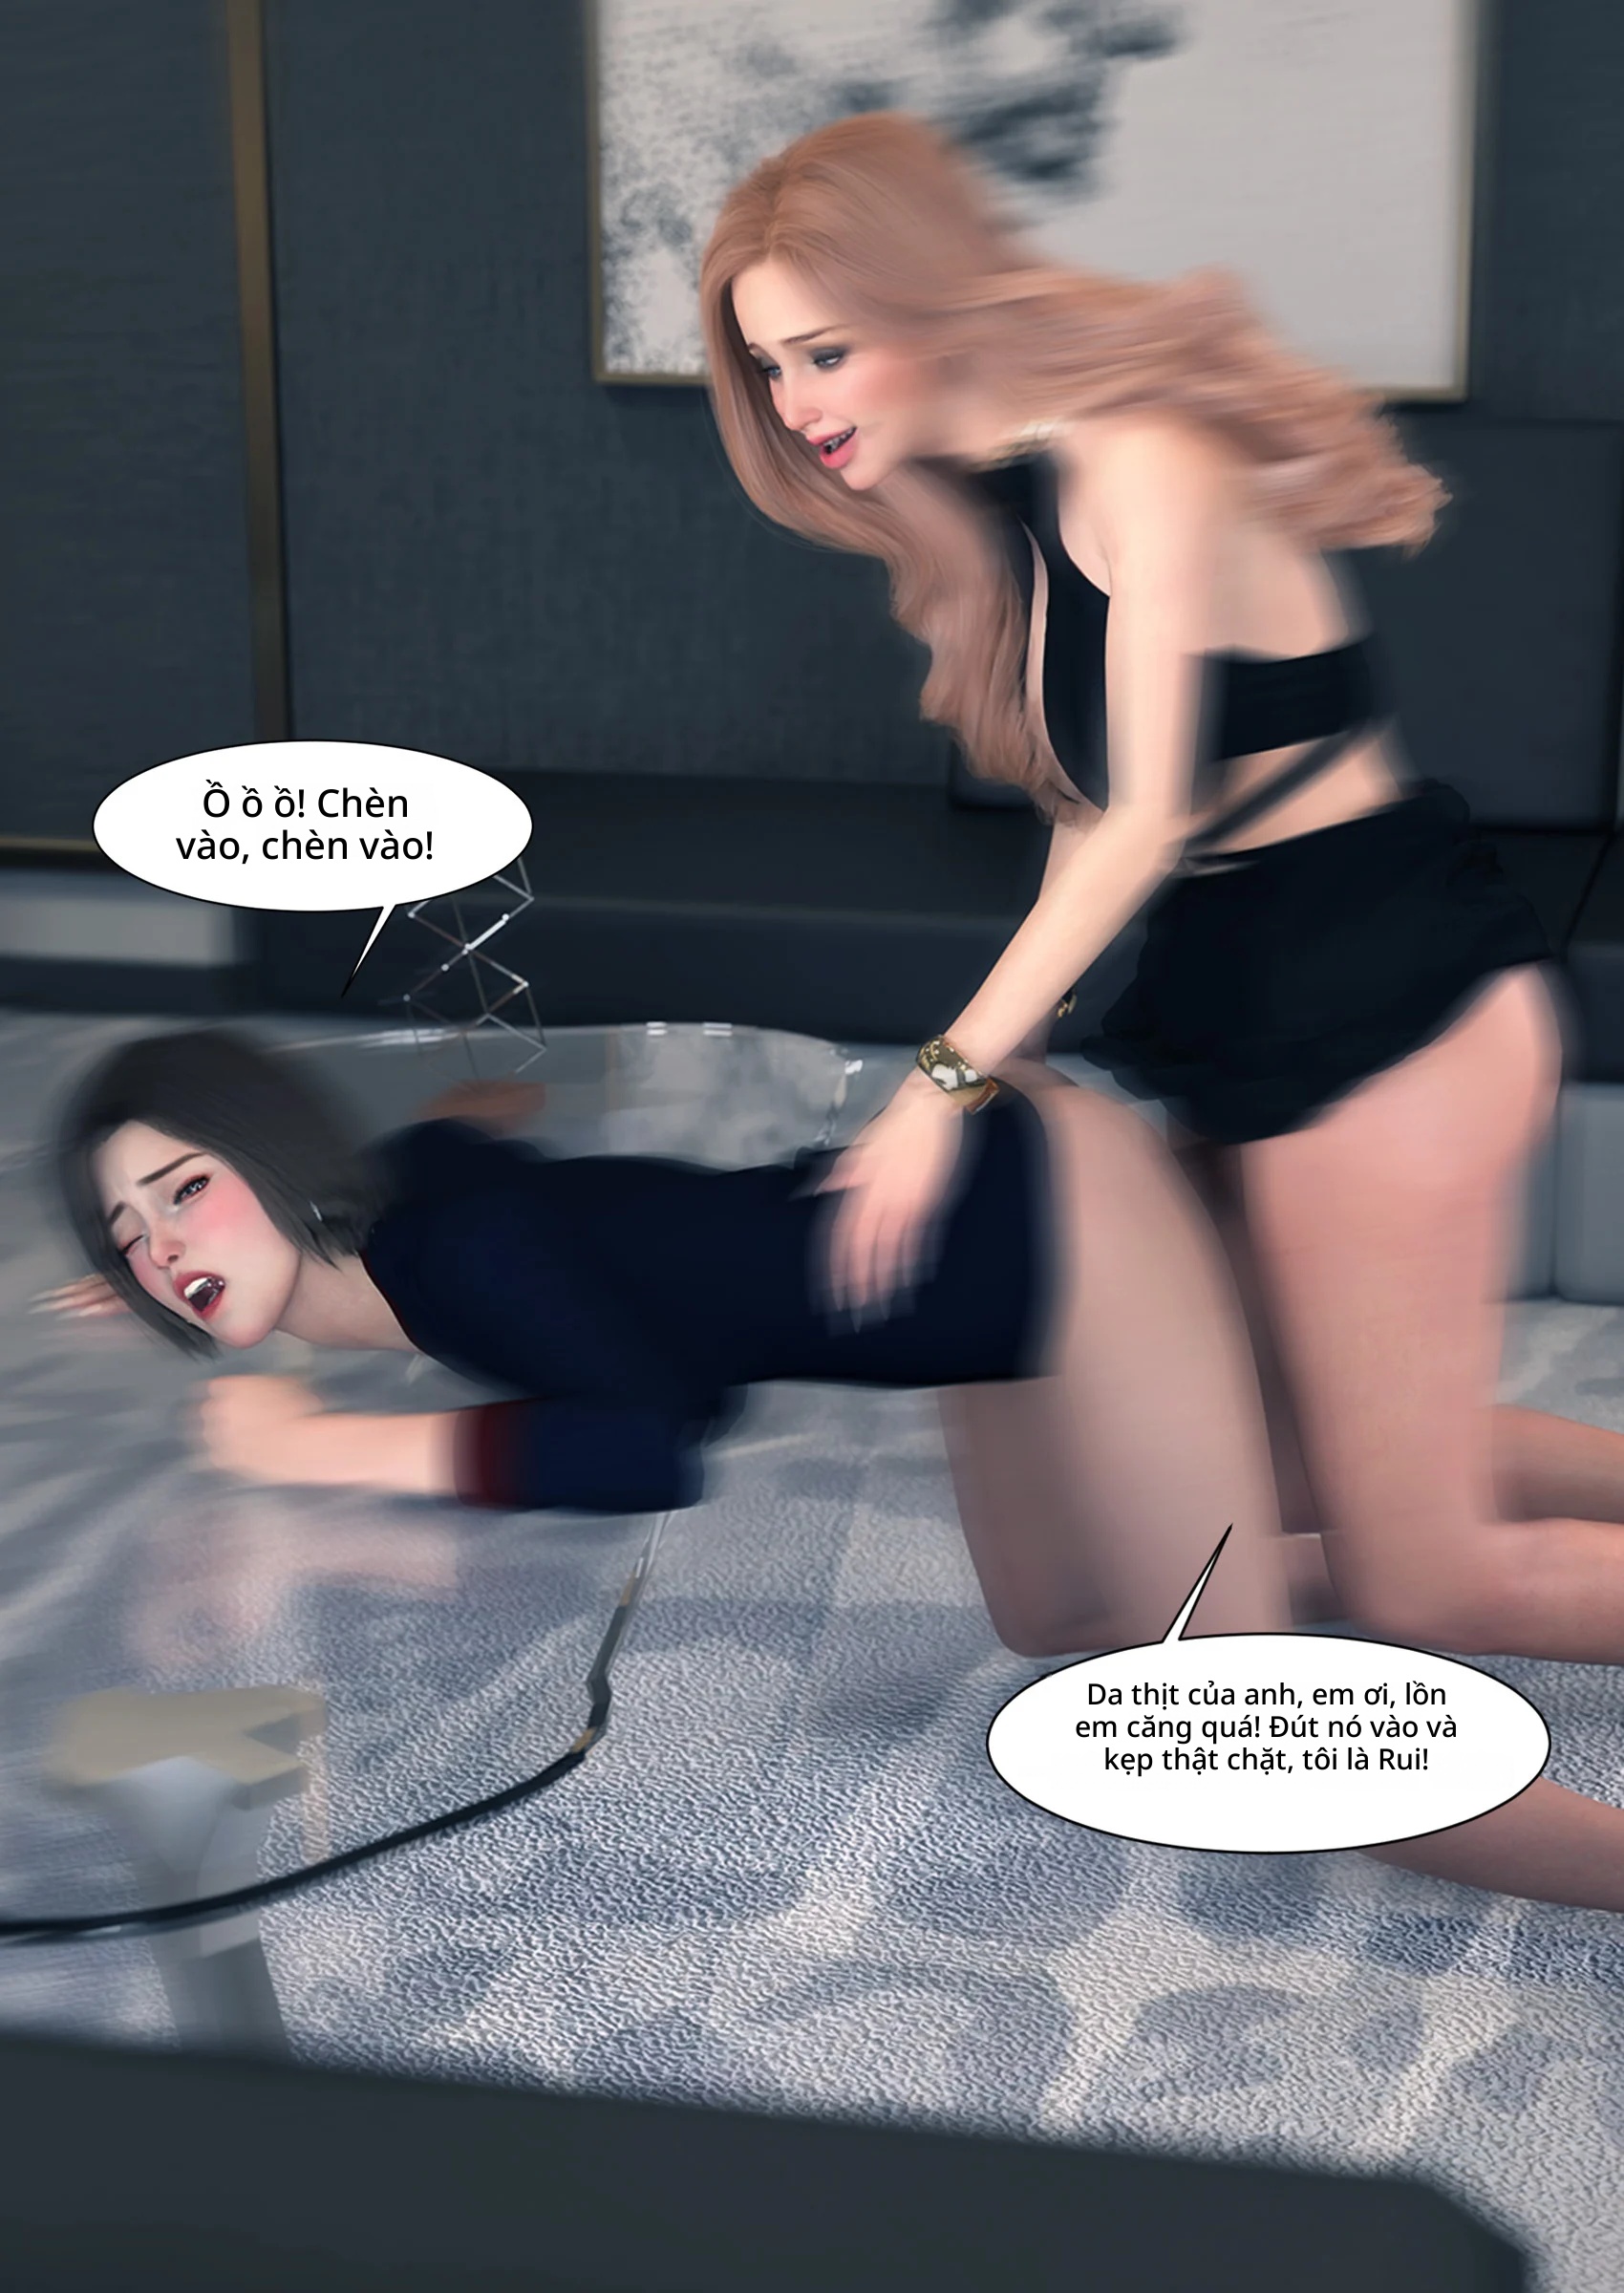 Ồ ồ ồ! Chèn
vào, chèn vào!
Da thịt của anh, em ơi, lồn
em căng quá! Đút nó vào và
kẹp thật chặt, tôi là Rui!